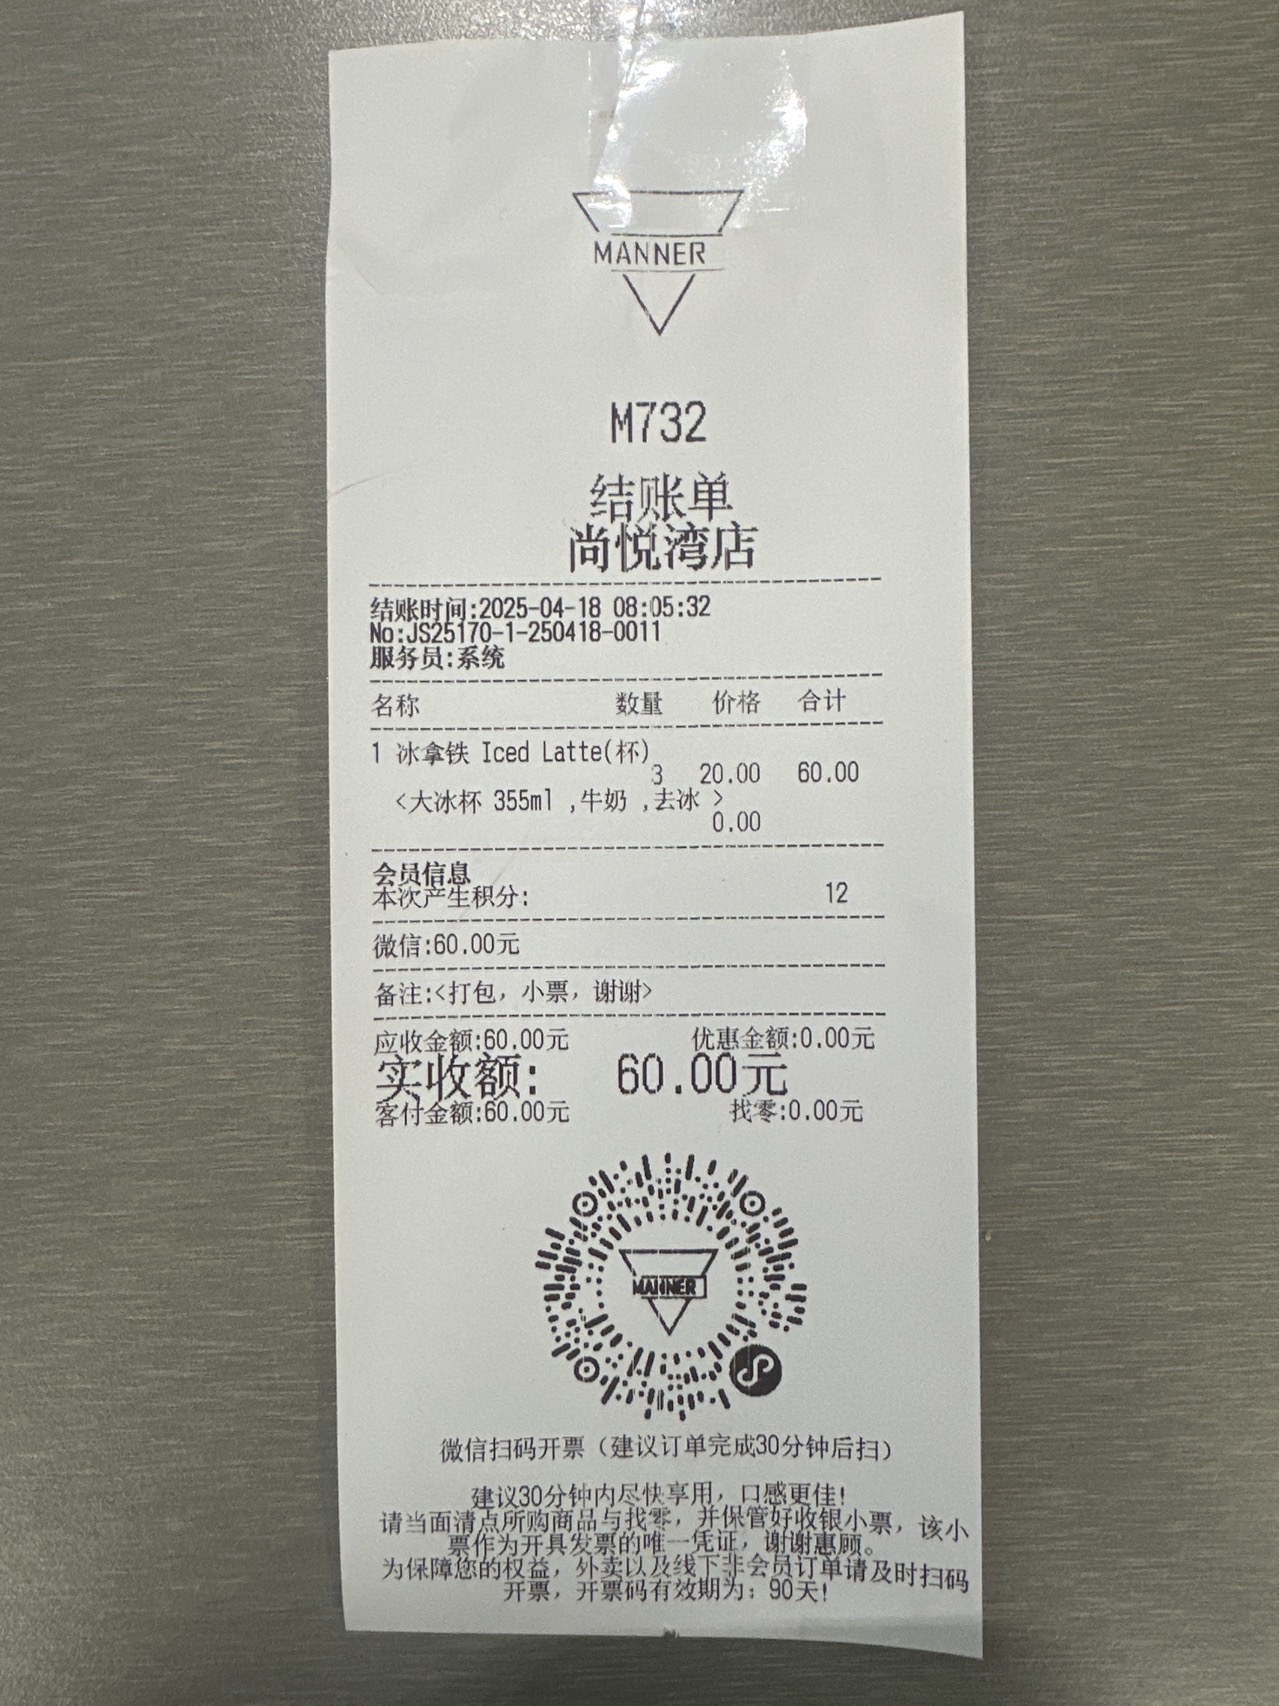 MANNER
M732
结账单
尚悦湾店
结账时间:2025-04-18 08:05:32
No:JS25170-1-250418-0011
服务员:系统
名称 数量 价格 合计
1 冰拿铁 Iced Latte(杯)
3 20.00 60.00
<大冰杯 355ml ,牛奶 ,去冰 >
0.00
会员信息
本次产生积分: 12
微信:60.00元
备注:<打包, 小票, 谢谢>
应收金额:60.00元 优惠金额:0.00元
实收额: 60.00元
客付金额:60.00元 找零:0.00元
MANNER
微信扫码开票（建议订单完成30分钟后扫）
建议30分钟内尽快享用, 口感更佳!
请当面清点所购商品与找零, 并保管好收银小票, 该小
票作为开具发票的唯一凭证, 谢谢惠顾。
为保障您的权益, 外卖以及线下非会员订单请及时扫码
开票, 开票码有效期为: 90天!